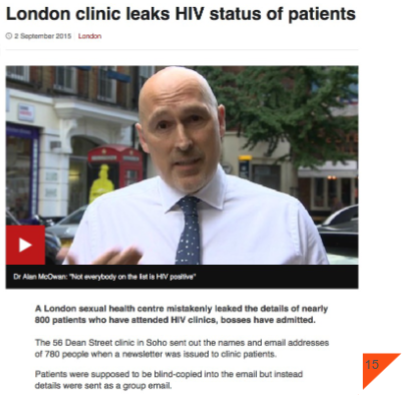 London clinic leaks HIV status of patients
2 September 2015 London
Dr Alan McOwan: "Not everybody on the list is HIV positive"
A London sexual health centre mistakenly leaked the details of nearly
800 patients who have attended HIV clinics, bosses have admitted.
The 56 Dean Street clinic in Soho sent out the names and email addresses
of 780 people when a newsletter was issued to clinic patients.
Patients were supposed to be blind-copied into the email but instead
details were sent as a group email.
15